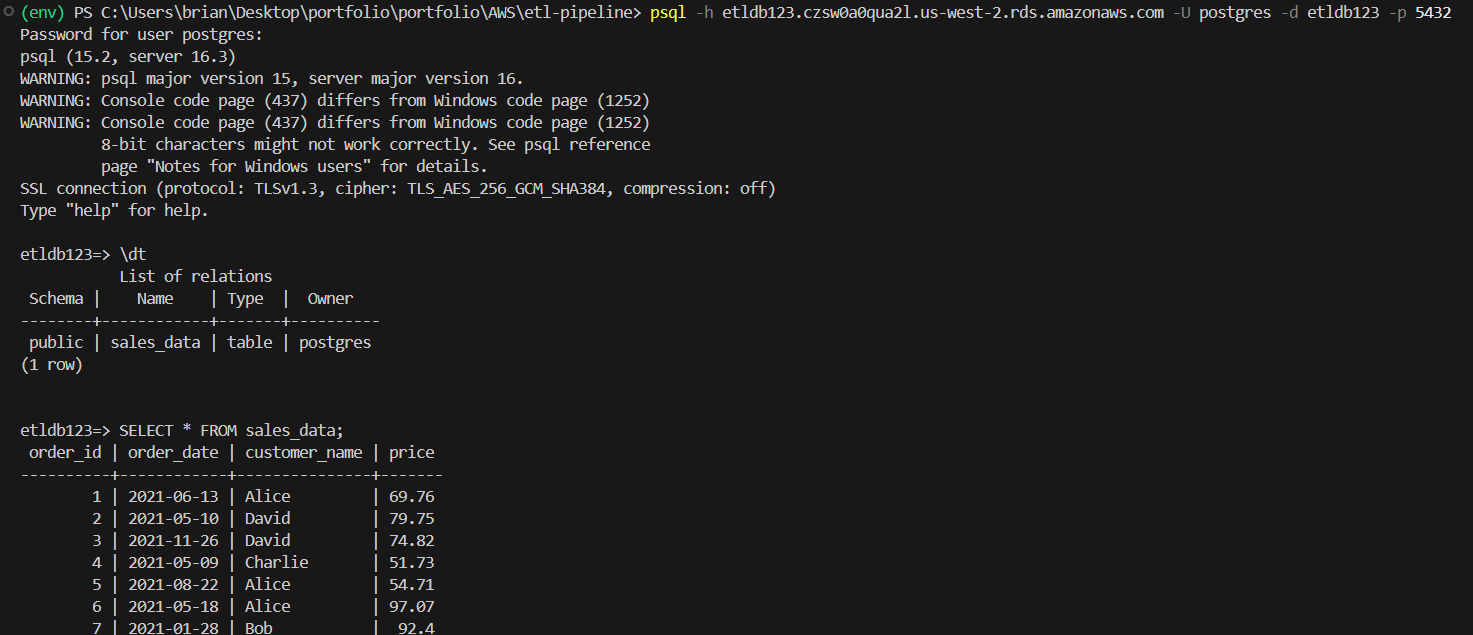 (env) PS C:\Users\brian\Desktop\portfolio\portfolio\AWS\etl-pipeline> psql -h etldb123.czsw0a0qua2l.us-west-2.rds.amazonaws.com -U postgres -d etldb123 -p 5432
Password for user postgres:
psql (15.2, server 16.3)
WARNING: psql major version 15, server major version 16.
WARNING: Console code page (437) differs from Windows code page (1252)
WARNING: Console code page (437) differs from Windows code page (1252)
         8-bit characters might not work correctly. See psql reference
         page "Notes for Windows users" for details.
SSL connection (protocol: TLSv1.3, cipher: TLS_AES_256_GCM_SHA384, compression: off)
Type "help" for help.

etldb123=> \dt
           List of relations
 Schema |    Name    | Type  |  Owner
--------+------------+-------+----------
 public | sales_data | table | postgres
(1 row)

etldb123=> SELECT * FROM sales_data;
 order_id | order_date | customer_name | price
----------+------------+---------------+-------
        1 | 2021-06-13 | Alice         | 69.76
        2 | 2021-05-10 | David         | 79.75
        3 | 2021-11-26 | David         | 74.82
        4 | 2021-05-09 | Charlie       | 51.73
        5 | 2021-08-22 | Alice         | 54.71
        6 | 2021-05-18 | Alice         | 97.07
        7 | 2021-01-28 | Bob           |  92.4